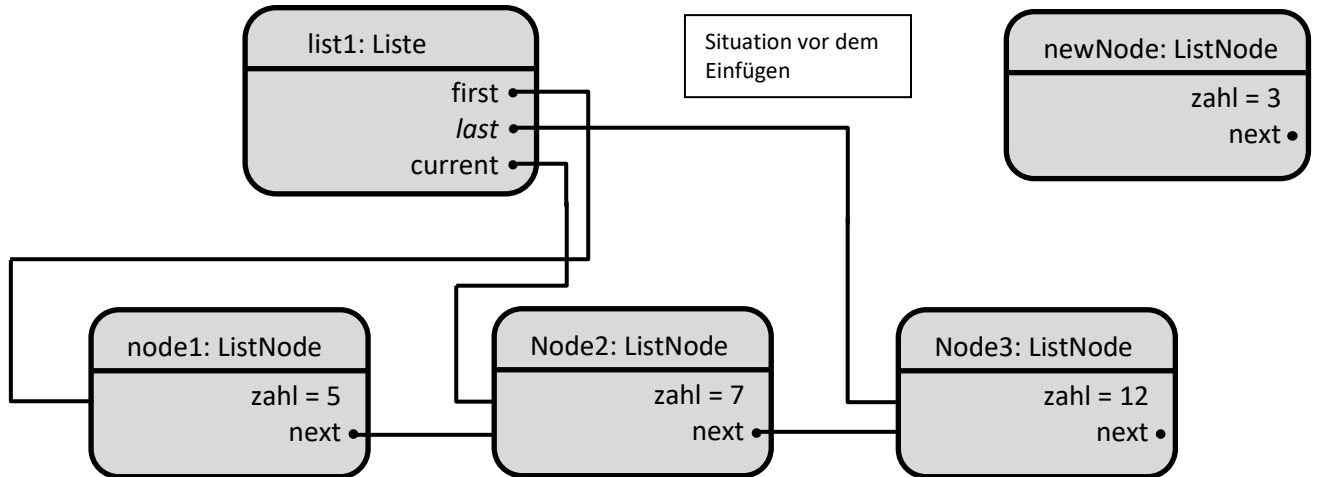 list1: Liste
first
last
current
Situation vor dem
Einfügen
newNode: ListNode
zahl = 3
next
node1: ListNode
zahl = 5
next
Node2: ListNode
zahl = 7
next
Node3: ListNode
zahl = 12
next